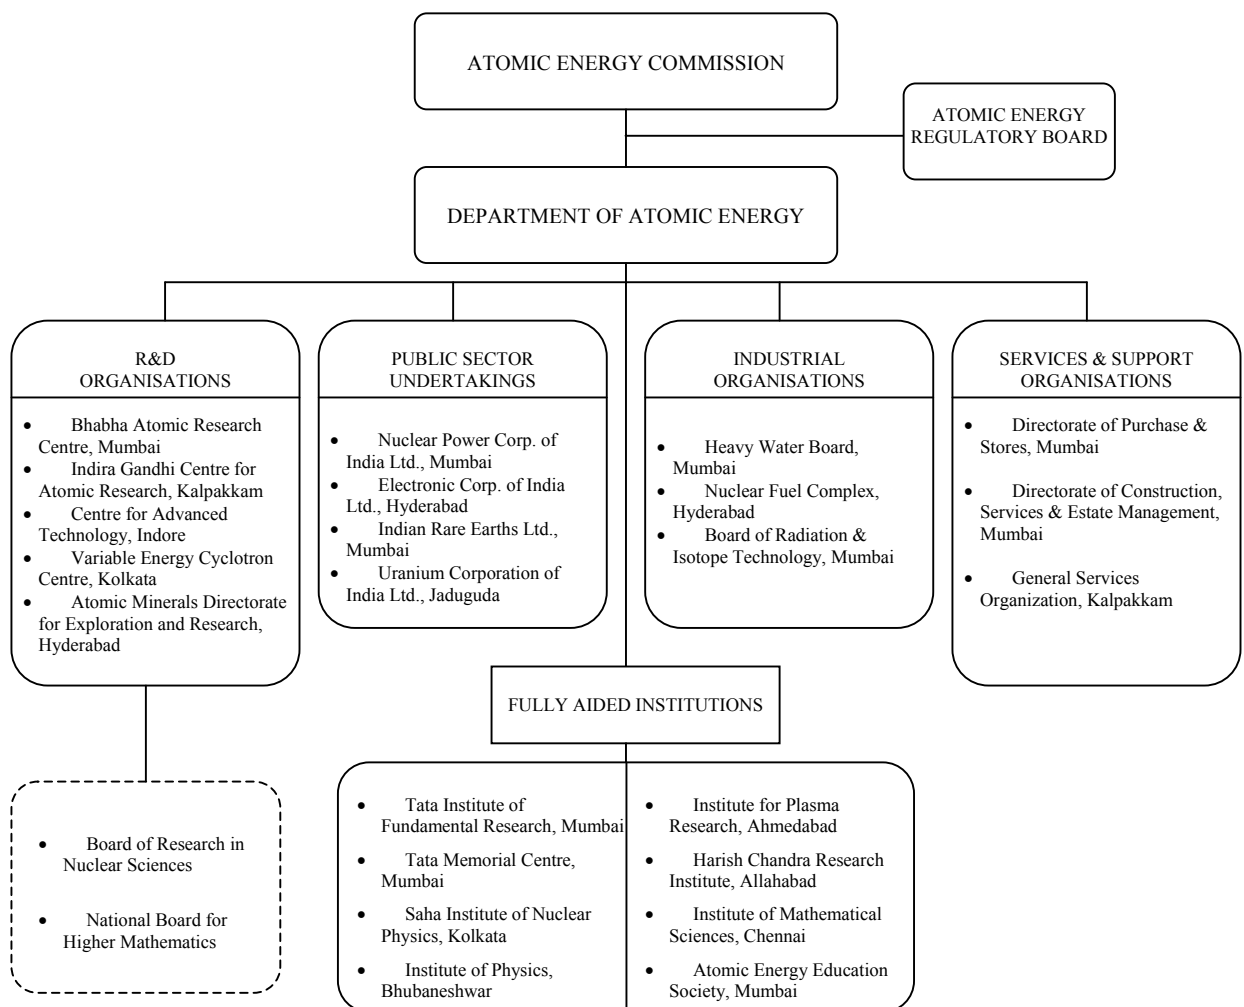 ATOMIC ENERGY COMMISSION
ATOMIC ENERGY
REGULATORY BOARD
DEPARTMENT OF ATOMIC ENERGY
R&D
ORGANISATIONS
• Bhabha Atomic Research
Centre, Mumbai
• Indira Gandhi Centre for
Atomic Research, Kalpakkam
• Centre for Advanced
Technology, Indore
• Variable Energy Cyclotron
Centre, Kolkata
• Atomic Minerals Directorate
for Exploration and Research,
Hyderabad
PUBLIC SECTOR
UNDERTAKINGS
• Nuclear Power Corp. of
India Ltd., Mumbai
• Electronic Corp. of India
Ltd., Hyderabad
• Indian Rare Earths Ltd.,
Mumbai
• Uranium Corporation of
India Ltd., Jaduguda
INDUSTRIAL
ORGANISATIONS
• Heavy Water Board,
Mumbai
• Nuclear Fuel Complex,
Hyderabad
• Board of Radiation &
Isotope Technology, Mumbai
SERVICES & SUPPORT
ORGANISATIONS
• Directorate of Purchase &
Stores, Mumbai
• Directorate of Construction,
Services & Estate Management,
Mumbai
• General Services
Organization, Kalpakkam
FULLY AIDED INSTITUTIONS
• Board of Research in
Nuclear Sciences
• National Board for
Higher Mathematics
• Tata Institute of
Fundamental Research, Mumbai
• Tata Memorial Centre,
Mumbai
• Saha Institute of Nuclear
Physics, Kolkata
• Institute of Physics,
Bhubaneshwar
• Institute for Plasma
Research, Ahmedabad
• Harish Chandra Research
Institute, Allahabad
• Institute of Mathematical
Sciences, Chennai
• Atomic Energy Education
Society, Mumbai